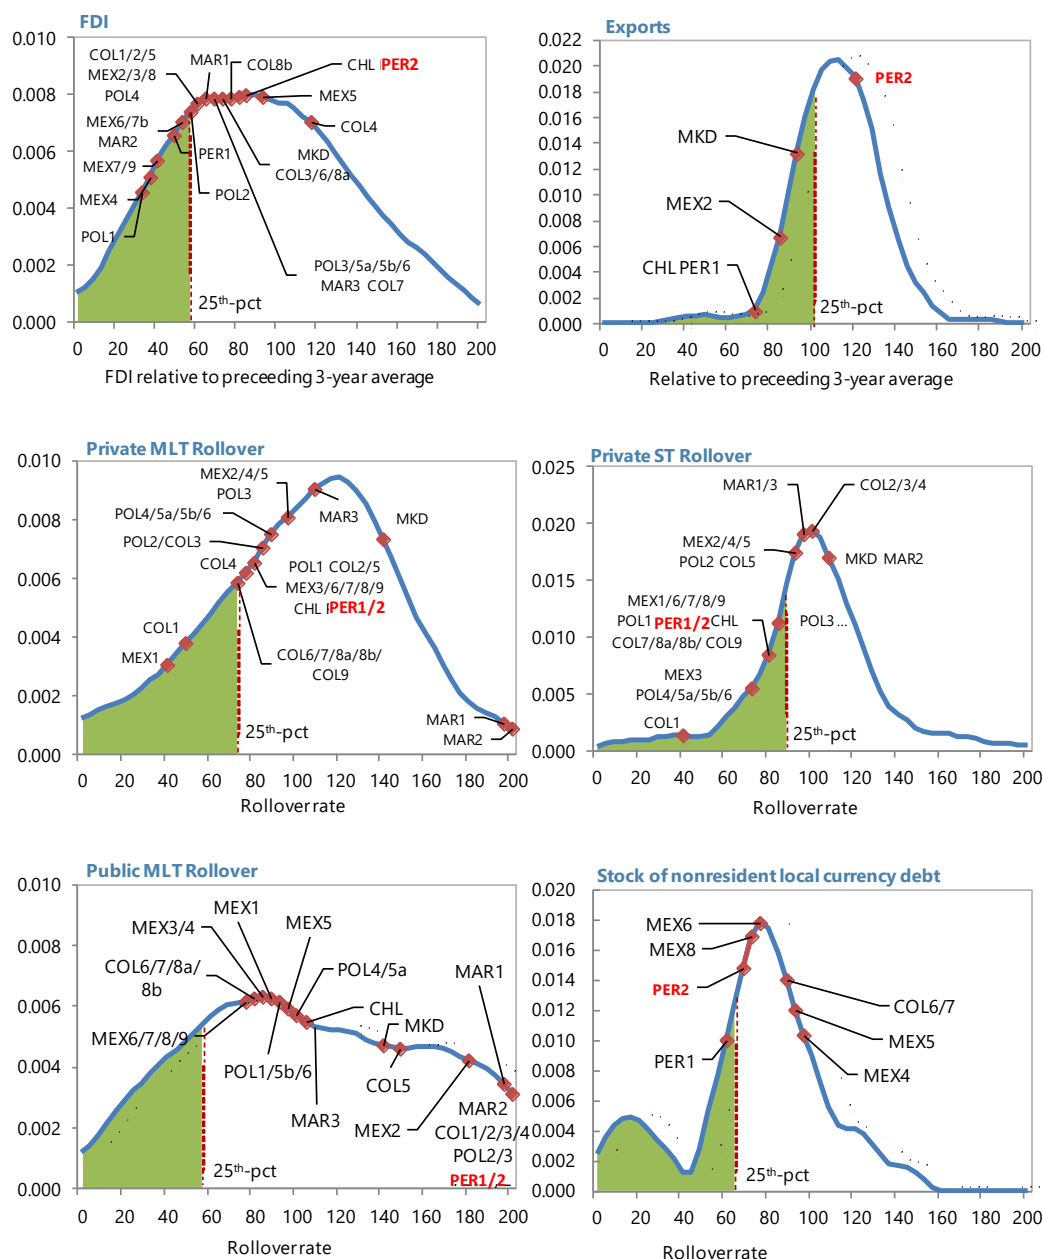 FDI
0.010
0.008
0.006
0.004
0.002
0.000
COL1/2/5
MEX2/3/8
POL4
MAR1
COL8b
CHL PER2
MEX5
COL4
MEX6/7b
MAR2
PER1
MKD
COL3/6/8a
MEX7/9
MEX4
POL2
POL1
POL3/5a/5b/6
MAR3 COL7
25th-pct
0 20 40 60 80 100 120 140 160 180 200
FDI relative to preceeding 3-year average
Exports
0.022
0.020
0.018
0.016
0.014
0.012
0.010
0.008
0.006
0.004
0.002
0.000
PER2
MKD
MEX2
CHL PER1
25th-pct
0 20 40 60 80 100 120 140 160 180 200
Relative to preceeding 3-year average
Private MLT Rollover
0.010
0.008
0.006
0.004
0.002
0.000
MEX2/4/5
POL3
MAR3
MKD
POL4/5a/5b/6
POL2/COL3
COL4
POL1 COL2/5
MEX3/6/7/8/9
CHL PER1/2
COL1
MEX1
COL6/7/8a/8b/
COL9
MAR1
MAR2
25th-pct
0 20 40 60 80 100 120 140 160 180 200
Rollover rate
Private ST Rollover
0.025
0.020
0.015
0.010
0.005
0.000
MAR1/3
COL2/3/4
MEX2/4/5
POL2 COL5
MKD MAR2
MEX1/6/7/8/9
POL1 PER1/2 CHL
COL7/8a/8b/ COL9
POL3 ...
MEX3
POL4/5a/5b/6
COL1
25th-pct
0 20 40 60 80 100 120 140 160 180 200
Rollover rate
Public MLT Rollover
0.010
0.008
0.006
0.004
0.002
0.000
MEX1
MEX3/4
MEX5
COL6/7/8a/
8b
POL4/5a
MAR1
CHL
MKD
MEX6/7/8/9
POL1/5b/6
COL5
MAR3
MEX2
MAR2
COL1/2/3/4
POL2/3
PER1/2
25th-pct
0 20 40 60 80 100 120 140 160 180 200
Rollover rate
Stock of nonresident local currency debt
0.020
0.018
0.016
0.014
0.012
0.010
0.008
0.006
0.004
0.002
0.000
MEX6
MEX8
PER2
COL6/7
MEX5
PER1
MEX4
25th-pct
0 20 40 60 80 100 120 140 160 180 200
Rollover rate